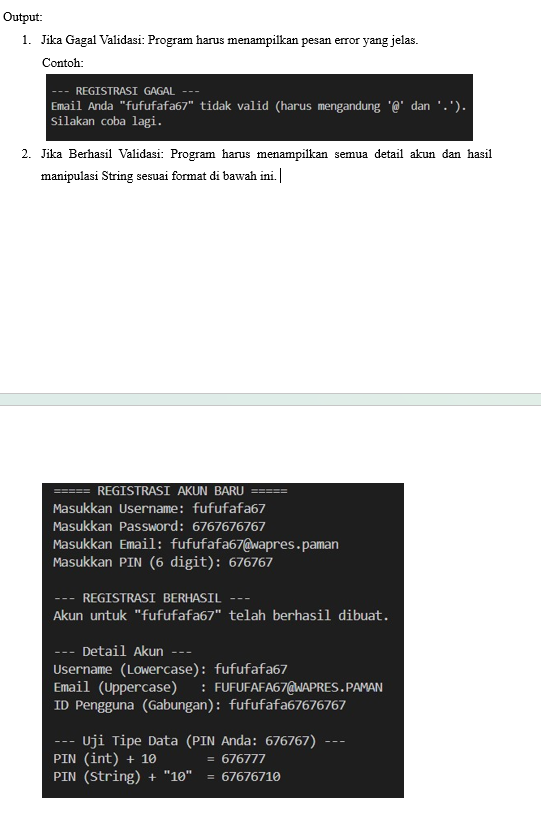 Output:
1. Jika Gagal Validasi: Program harus menampilkan pesan error yang jelas.
Contoh:
--- REGISTRASI GAGAL ---
Email Anda "fufufafa67" tidak valid (harus mengandung '@' dan '.').
Silakan coba lagi.
2. Jika Berhasil Validasi: Program harus menampilkan semua detail akun dan hasil
manipulasi String sesuai format di bawah ini.
===== REGISTRASI AKUN BARU =====
Masukkan Username: fufufafa67
Masukkan Password: 6767676767
Masukkan Email: fufufafa67@wapres.paman
Masukkan PIN (6 digit): 676767
--- REGISTRASI BERHASIL ---
Akun untuk "fufufafa67" telah berhasil dibuat.
--- Detail Akun ---
Username (Lowercase): fufufafa67
Email (Uppercase)   : FUFUFAFA67@WAPRES.PAMAN
ID Pengguna (Gabungan): fufufafa67676767
--- Uji Tipe Data (PIN Anda: 676767) ---
PIN (int) + 10       = 676777
PIN (String) + "10"  = 67676710